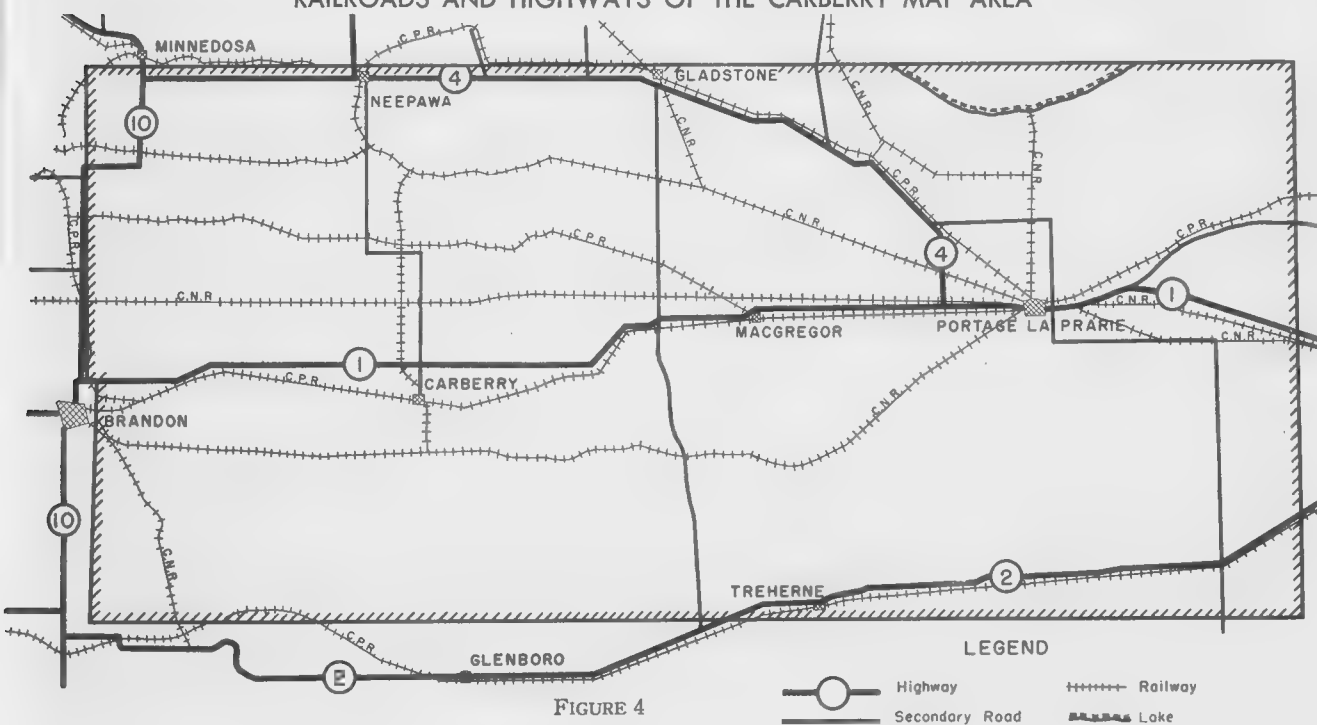 RAILROADS AND HIGHWAYS OF THE CARBERRY MAP AREA
MINNEDOSA
C.P.R.
4
GLADSTONE
NEEPAWA
10
C.N.R.
C.N.R.
C.P.R.
C.P.R.
C.N.R.
C.P.R.
4
C.P.R.
C.N.R
1
C.N.R.
MACGREGOR
PORTAGE LA PRARIE
C.N.R.
1
C.P.R.
CARBERRY
C.N.R.
BRANDON
10
C.N.R.
2
TREHERNE
C.P.R.
GLENBORO
2
LEGEND
Highway
Railway
Secondary Road
Lake
FIGURE 4